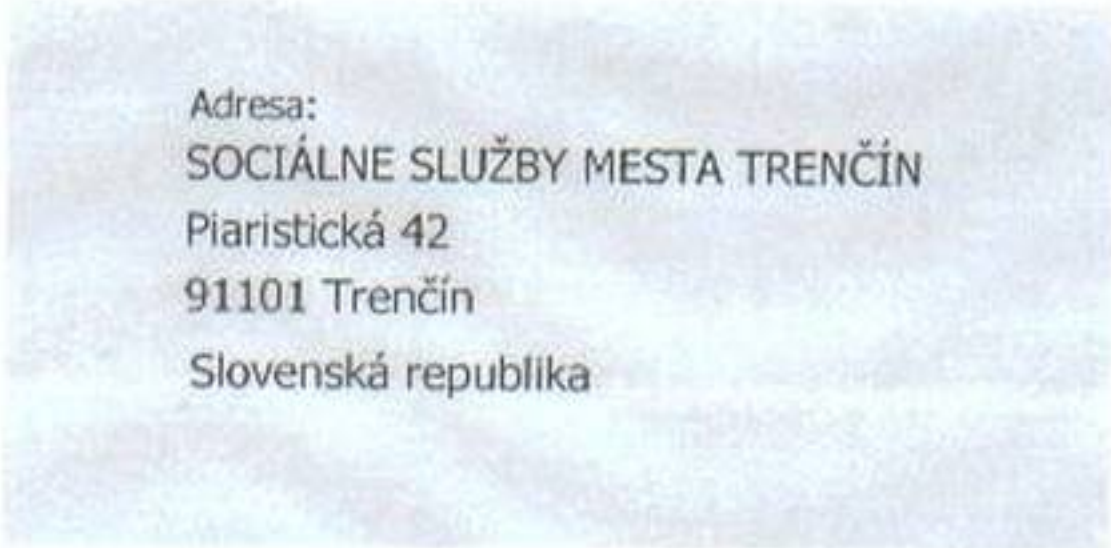 Adresa:
SOCIÁLNE SLUŽBY MESTA TRENČÍN
Piaristická 42
91101 Trenčín
Slovenská republika